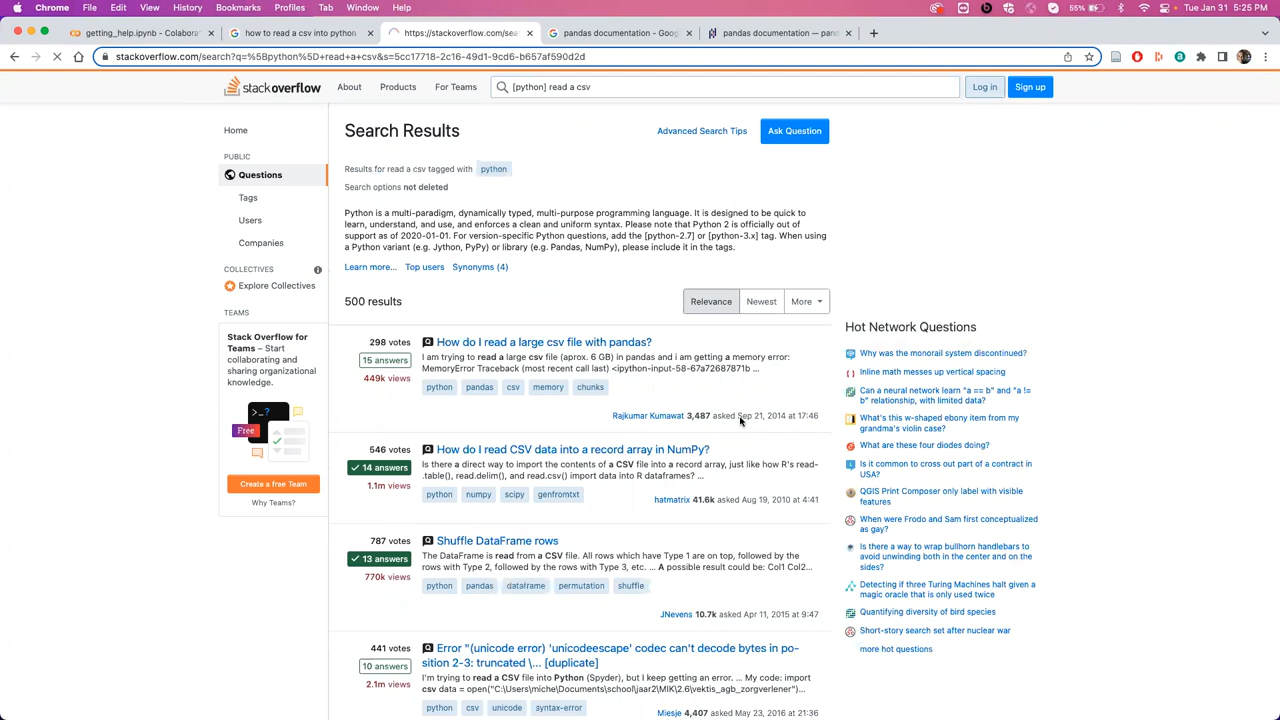 Chrome File Edit View History Bookmarks Profiles Tab Window Help
55% Tue Nov 1 5:25 PM
getting_help.ipynb - Colabora
how to read a csv into python
https://stackoverflow.com/sea
pandas documentation - Goog
pandas documentation — pand
stackoverflow.com/search?q=%5Bpython%5D+read+a+csv&s=5cc17718-2c16-49d1-9cd6-b657af590d2d
stackoverflow About Products For Teams [python] read a csv Log in Sign up
Home
PUBLIC
Questions
Tags
Users
Companies
COLLECTIVES
Explore Collectives
TEAMS
Stack Overflow for
Teams – Start
collaborating and
sharing organizational
knowledge.
>_?
Free
Create a free Team
Why Teams?
Search Results
Advanced Search Tips
Ask Question
Results for read a csv tagged with python
Search options not deleted
Python is a multi-paradigm, dynamically typed, multi-purpose programming language. It is designed to be quick to
learn, understand, and use, and enforces a clean and uniform syntax. Please note that Python 2 is officially out of
support as of 2020-01-01. For version-specific Python questions, add the [python-2.7] or [python-3.x] tag. When using
a Python variant (e.g. Jython, PyPy) or library (e.g. Pandas, NumPy), please include it in the tags.
Learn more... Top users Synonyms (4)
500 results
Relevance Newest More
298 votes
15 answers
449k views
How do I read a large csv file with pandas?
I am trying to read a large csv file (aprox. 6 GB) in pandas and i am getting a memory error:
MemoryError Traceback (most recent call last) <ipython-input-58-67a72687871b ...
python pandas csv memory chunks
Rajkumar Kumawat 3,487 asked Sep 21, 2014 at 17:46
546 votes
14 answers
1.1m views
How do I read CSV data into a record array in NumPy?
Is there a direct way to import the contents of a CSV file into a record array, just like how R's read-
.table(), read.delim(), and read.csv() import data into R dataframes? ...
python numpy scipy genfromtxt
hatmatrix 41.6k asked Aug 19, 2010 at 4:41
787 votes
13 answers
770k views
Shuffle DataFrame rows
The DataFrame is read from a CSV file. All rows which have Type 1 are on top, followed by the
rows with Type 2, followed by the rows with Type 3, etc. ... A possible result could be: Col1 Col2...
python pandas dataframe permutation shuffle
JNevens 10.7k asked Apr 11, 2015 at 9:47
441 votes
10 answers
2.1m views
Error "(unicode error) 'unicodeescape' codec can't decode bytes in po-
sition 2-3: truncated \... [duplicate]
I'm trying to read a CSV file into Python (Spyder), but I keep getting an error. ... My code: import
csv data = open("C:\Users\miche\Documents\school\jaar2\MIK\2.6\vektis_agb_zorgverlener")...
python csv unicode syntax-error
Miesje 4,407 asked May 23, 2016 at 21:36
Hot Network Questions
Why was the monorail system discontinued?
Inline math messes up vertical spacing
Can a neural network learn "a == b" and "a !=
b" relationship, with limited data?
What's this w-shaped ebony item from my
grandma's violin case?
What are these four diodes doing?
Is it common to cross out part of a contract in
USA?
QGIS Print Composer only label with visible
features
When were Frodo and Sam first conceptualized
as gay?
Is there a way to wrap bullhorn handlebars to
avoid unwinding both in the center and on the
sides?
Detecting if three Turing Machines halt given a
magic oracle that is only used twice
Quantifying diversity of bird species
Short-story search set after nuclear war
more hot questions